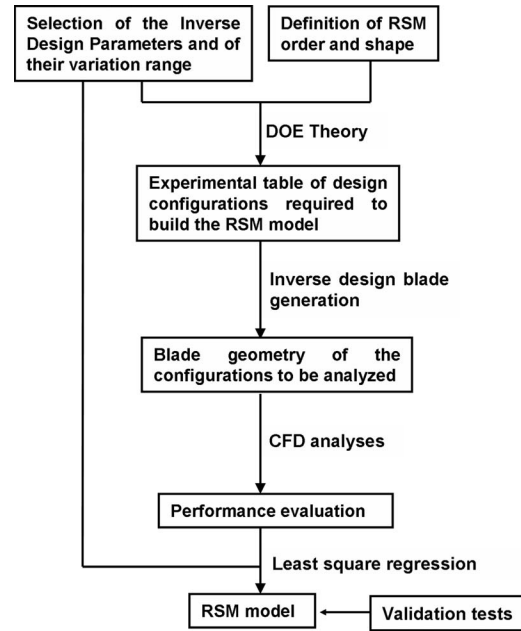 Selection of the Inverse
Design Parameters and of
their variation range
Definition of RSM
order and shape
DOE Theory
Experimental table of design
configurations required to
build the RSM model
Inverse design blade
generation
Blade geometry of the
configurations to be analyzed
CFD analyses
Performance evaluation
Least square regression
RSM model
Validation tests